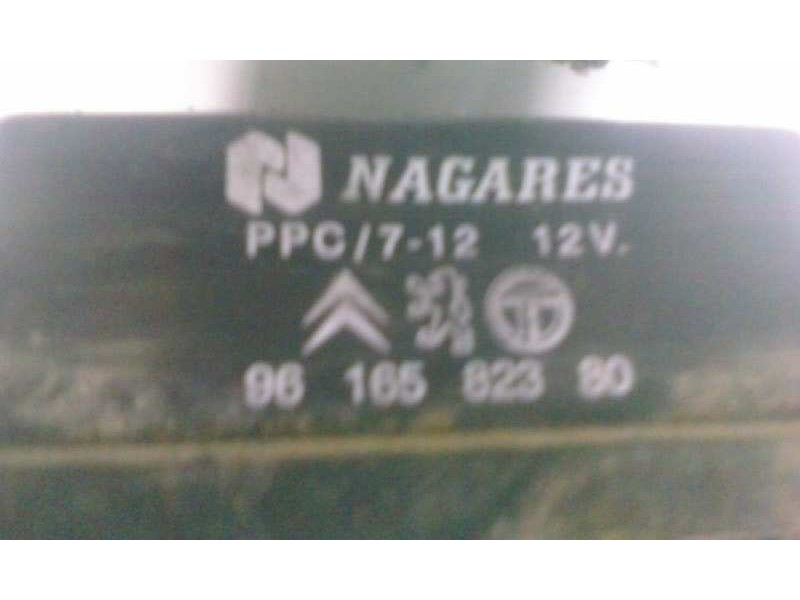 NAGARES
PPC/7-12 12V.
96 165 823 80